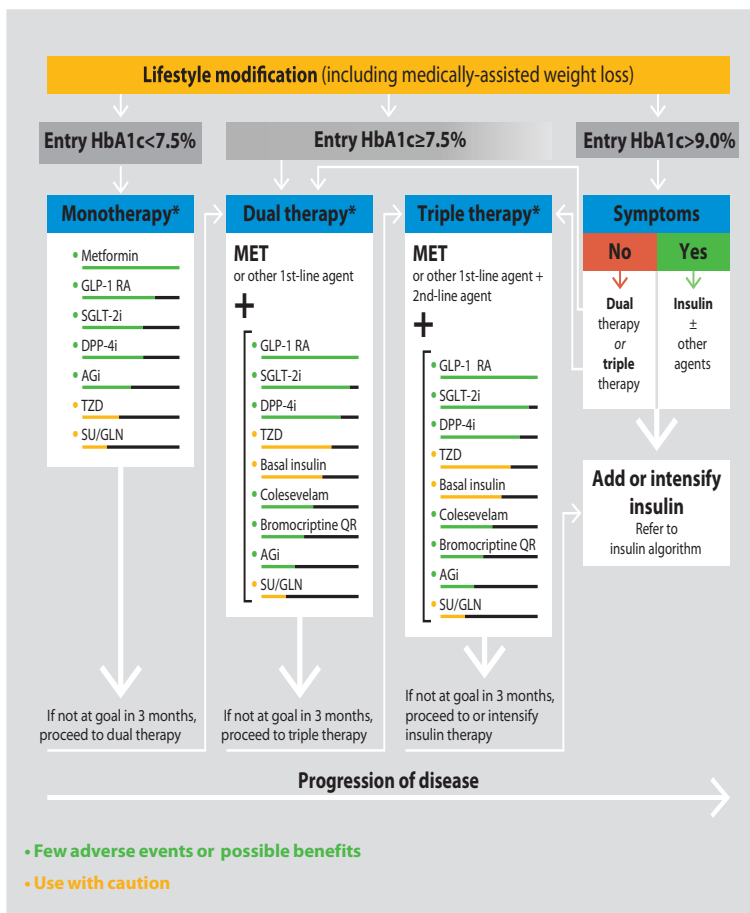 Lifestyle modification (including medically-assisted weight loss)
Entry HbA1c<7.5%
Entry HbA1c≥7.5%
Entry HbA1c>9.0%
Monotherapy*
• Metformin
• GLP-1 RA
• SGLT-2i
• DPP-4i
• AGi
• TZD
• SU/GLN
If not at goal in 3 months,
proceed to dual therapy
Dual therapy*
MET
or other 1st-line agent
+
• GLP-1 RA
• SGLT-2i
• DPP-4i
• TZD
• Basal insulin
• Colesevelam
• Bromocriptine QR
• AGi
• SU/GLN
If not at goal in 3 months,
proceed to triple therapy
Triple therapy*
MET
or other 1st-line agent +
2nd-line agent
+
• GLP-1 RA
• SGLT-2i
• DPP-4i
• TZD
• Basal insulin
• Colesevelam
• Bromocriptine QR
• AGi
• SU/GLN
If not at goal in 3 months,
proceed to or intensify
insulin therapy
Symptoms
No
Yes
Dual
therapy
or
triple
therapy
Insulin
±
other
agents
Add or intensify
insulin
Refer to
insulin algorithm
Progression of disease
• Few adverse events or possible benefits
• Use with caution